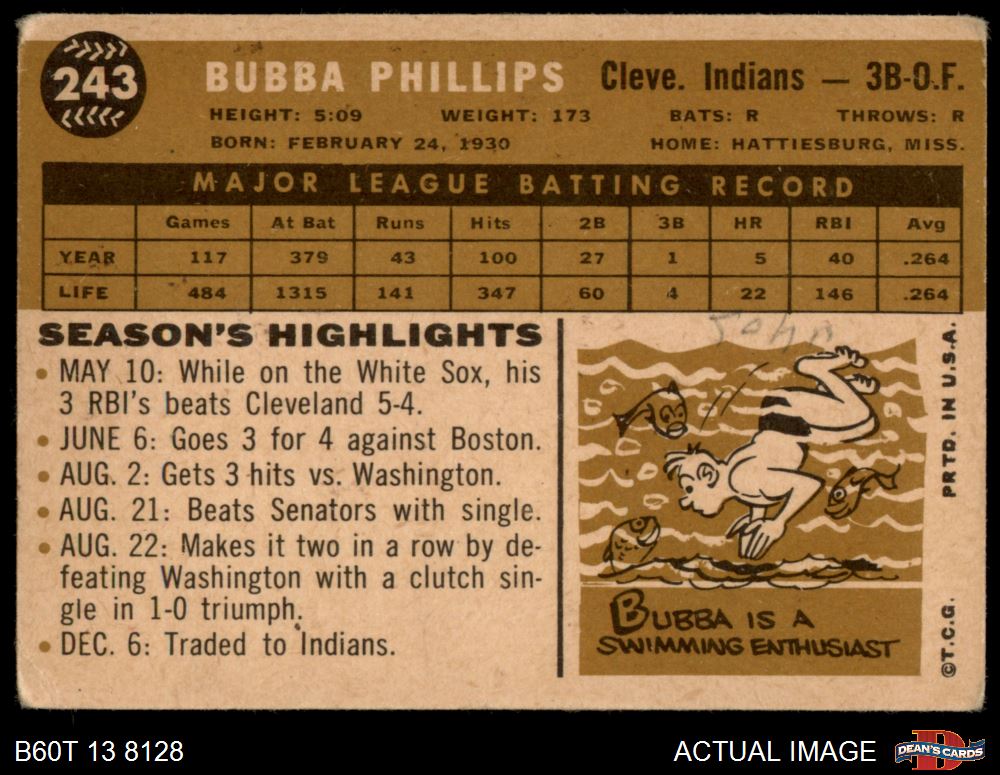 243
BUBBA PHILLIPS Cleve. Indians — 3B-O.F.
HEIGHT: 5:09 WEIGHT: 173 BATS: R THROWS: R
BORN: FEBRUARY 24, 1930 HOME: HATTIESBURG, MISS.
MAJOR LEAGUE BATTING RECORD
Games At Bat Runs Hits 2B 3B HR RBI Avg
YEAR 117 379 43 100 27 1 5 40 .264
LIFE 484 1315 141 347 60 4 22 146 .264
SEASON'S HIGHLIGHTS
• MAY 10: While on the White Sox, his
3 RBI's beats Cleveland 5-4.
• JUNE 6: Goes 3 for 4 against Boston.
• AUG. 2: Gets 3 hits vs. Washington.
• AUG. 21: Beats Senators with single.
• AUG. 22: Makes it two in a row by de-
feating Washington with a clutch sin-
gle in 1-0 triumph.
• DEC. 6: Traded to Indians.
John
BUBBA IS A
SWIMMING ENTHUSIAST
©T.C.G. PRTD. IN U.S.A.
B60T 13 8128
ACTUAL IMAGE
DEAN'S CARDS